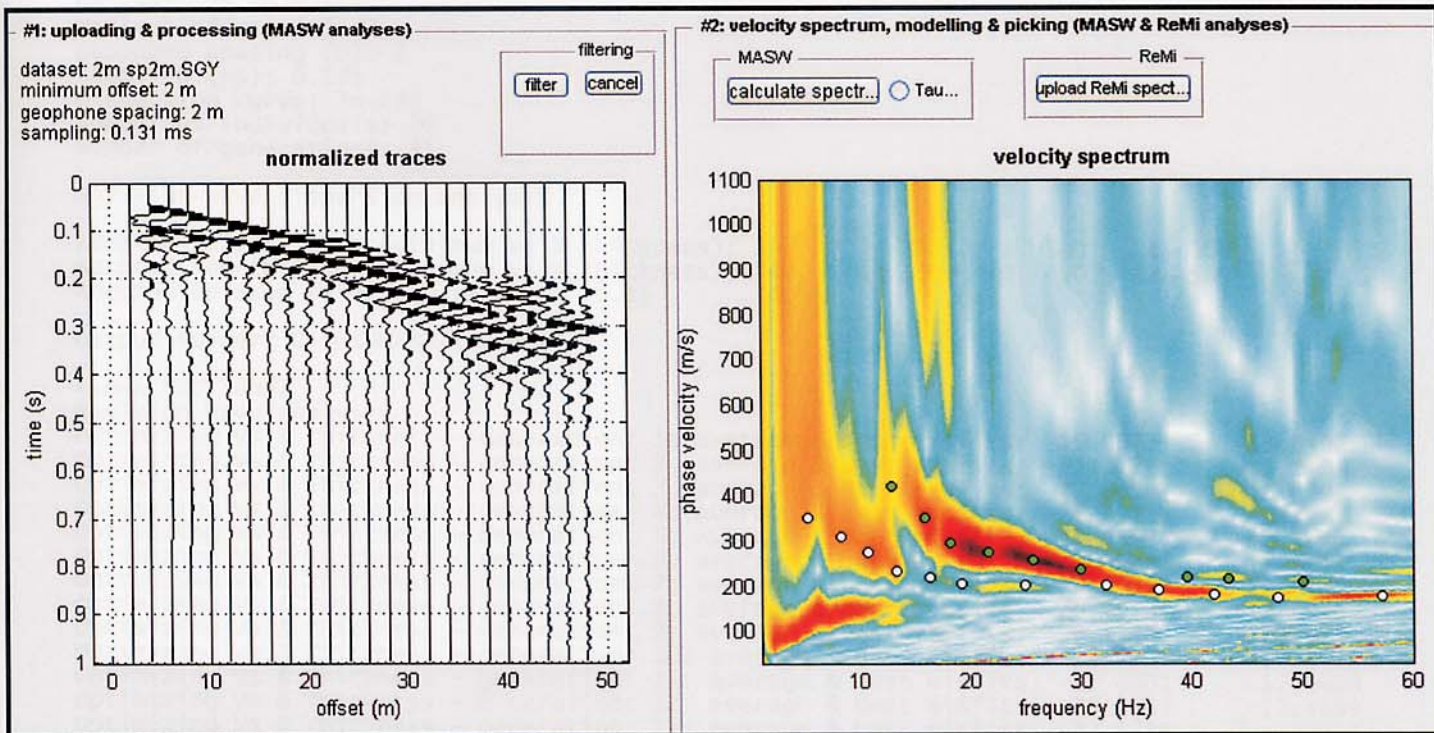 #1: uploading & processing (MASW analyses)
dataset: 2m sp2m.SGY
minimum offset: 2 m
geophone spacing: 2 m
sampling: 0.131 ms
filtering
filter
cancel
normalized traces
0
0.1
0.2
0.3
0.4
0.5
0.6
0.7
0.8
0.9
1
time (s)
0
10
20
30
40
50
offset (m)
#2: velocity spectrum, modelling & picking (MASW & ReMi analyses)
MASW
calculate spectr...
Tau...
ReMi
upload ReMi spect...
velocity spectrum
1100
1000
900
800
700
600
500
400
300
200
100
phase velocity (m/s)
10
20
30
40
50
60
frequency (Hz)